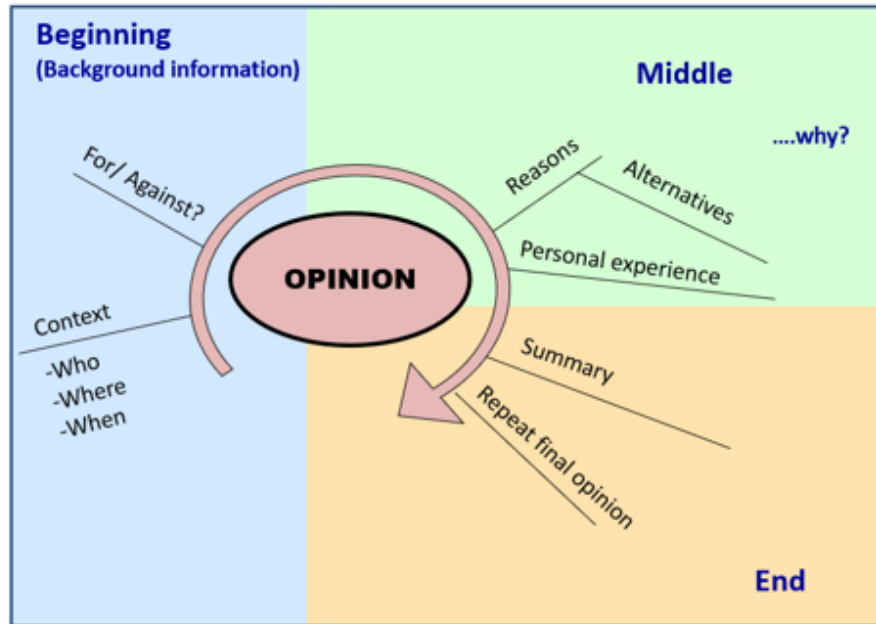 Beginning
(Background information)
For/ Against?
Context
-Who
-Where
-When
OPINION
Middle
....why?
Reasons
Alternatives
Personal experience
Summary
Repeat final opinion
End